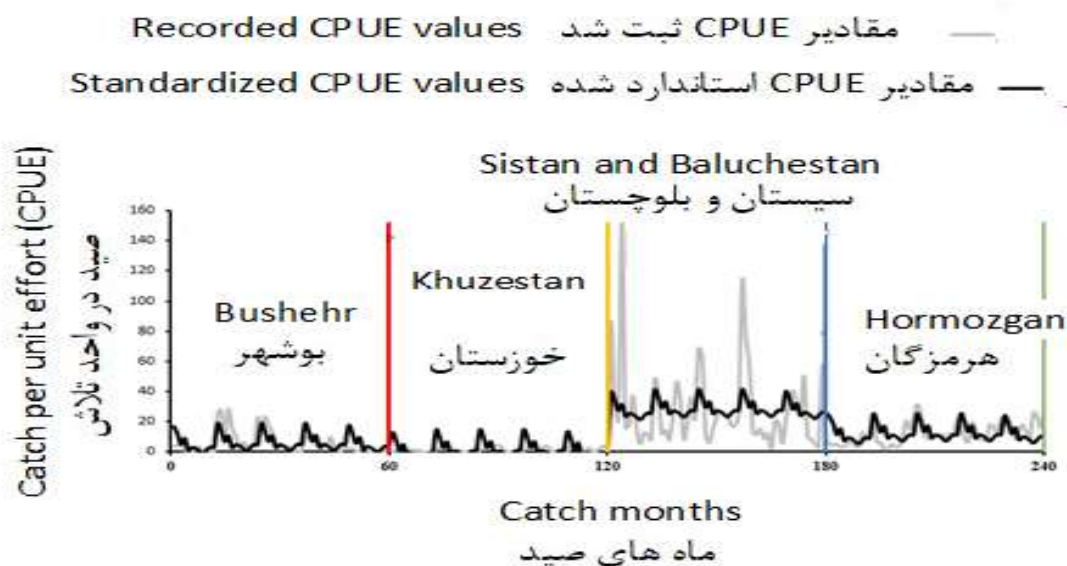 Recorded CPUE values مقادیر CPUE ثبت شد
Standardized CPUE values مقادیر CPUE استاندارد شده
Catch per unit effort (CPUE)
صید در واحد تلاش
Sistan and Baluchestan
سیستان و بلوچستان
Khuzestan
خوزستان
Bushehr
بوشهر
Hormozgan
هرمزگان
160
140
120
100
80
60
40
20
0
0 60 120 180 240
Catch months
ماه های صید